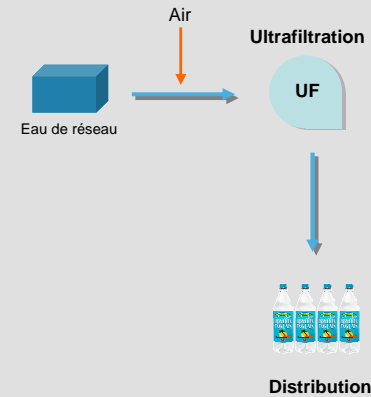 Air
Ultrafiltration
UF
Eau de réseau
Distribution